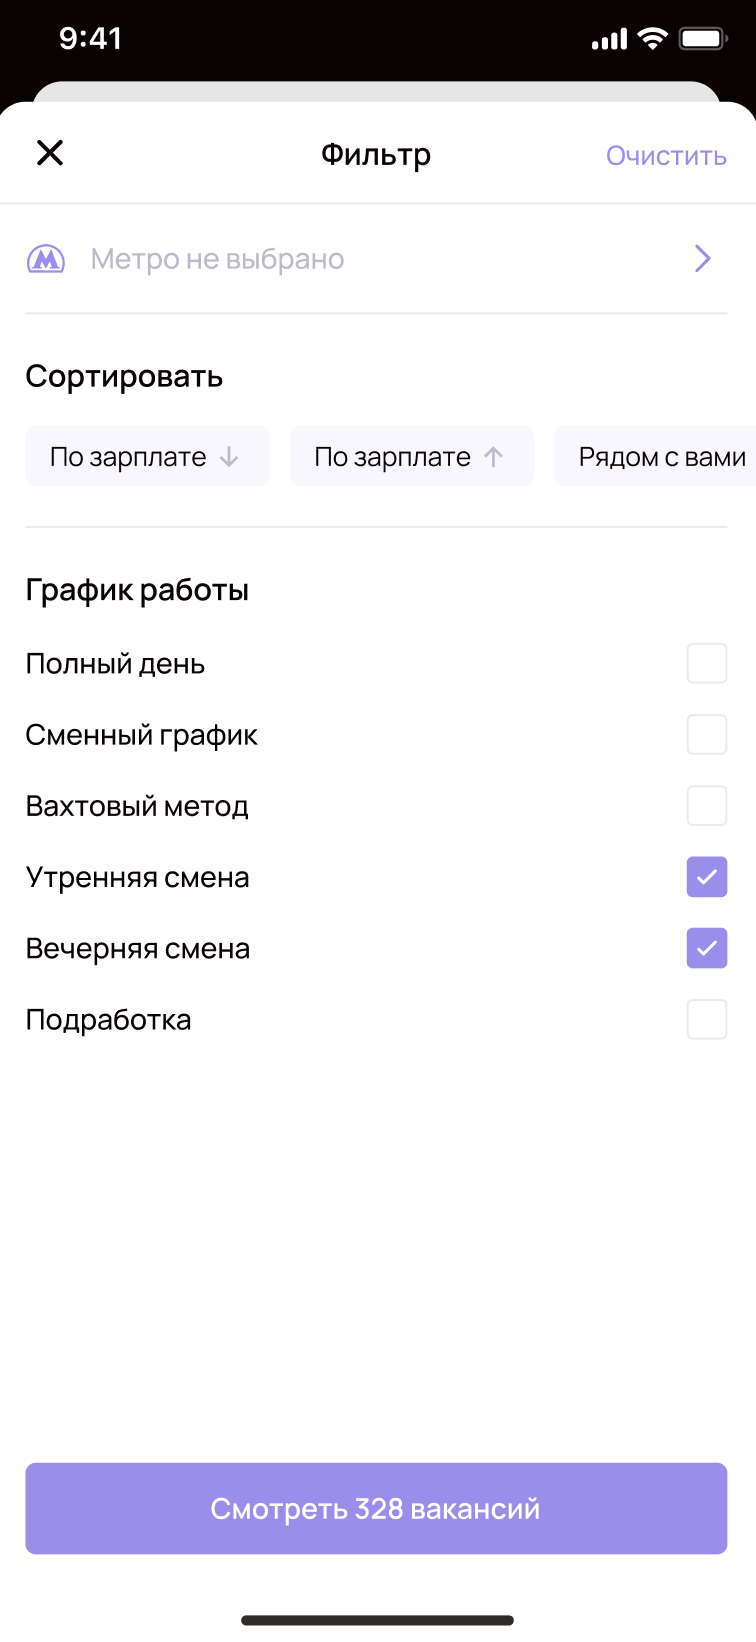 9:41
Фильтр
Очистить
Метро не выбрано
Сортировать
По зарплате ↓
По зарплате ↑
Рядом с вами
График работы
Полный день
Сменный график
Вахтовый метод
Утренняя смена
Вечерняя смена
Подработка
Смотреть 328 вакансий